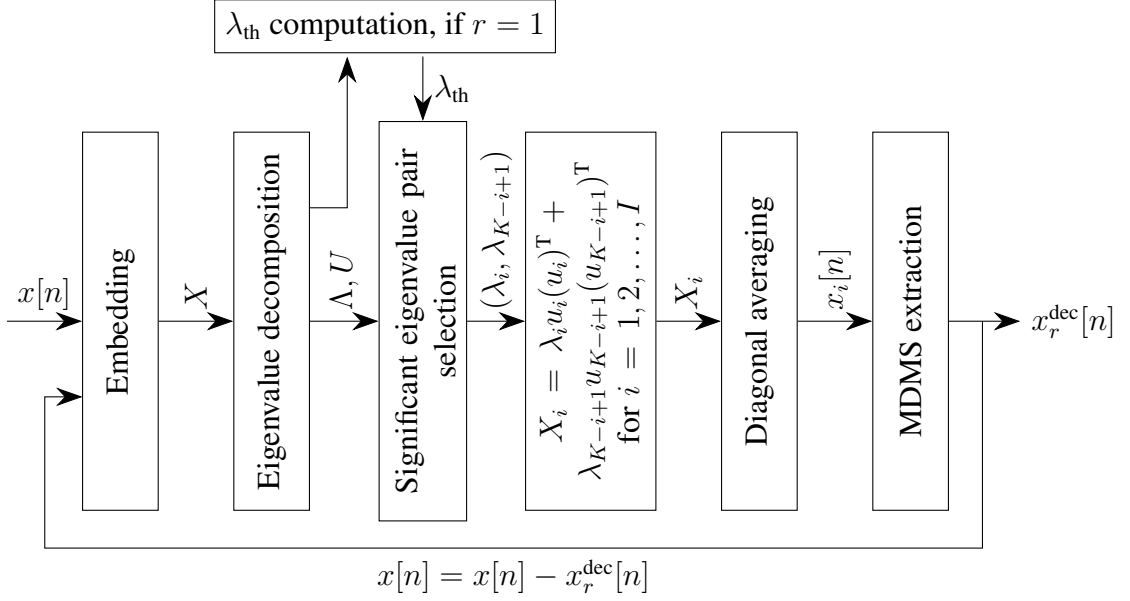 λ_th computation, if r = 1
λ_th
x[n]
Embedding
X
Eigenvalue decomposition
Λ, U
Significant eigenvalue pair
selection
(λ_i, λ_{K−i+1})
X_i = λ_i u_i(u_i)^T +
λ_{K−i+1} u_{K−i+1}(u_{K−i+1})^T
for i = 1, 2, . . . , I
X_i
Diagonal averaging
x_i[n]
MDMS extraction
x_r^dec[n]
x[n] = x[n] − x_r^dec[n]